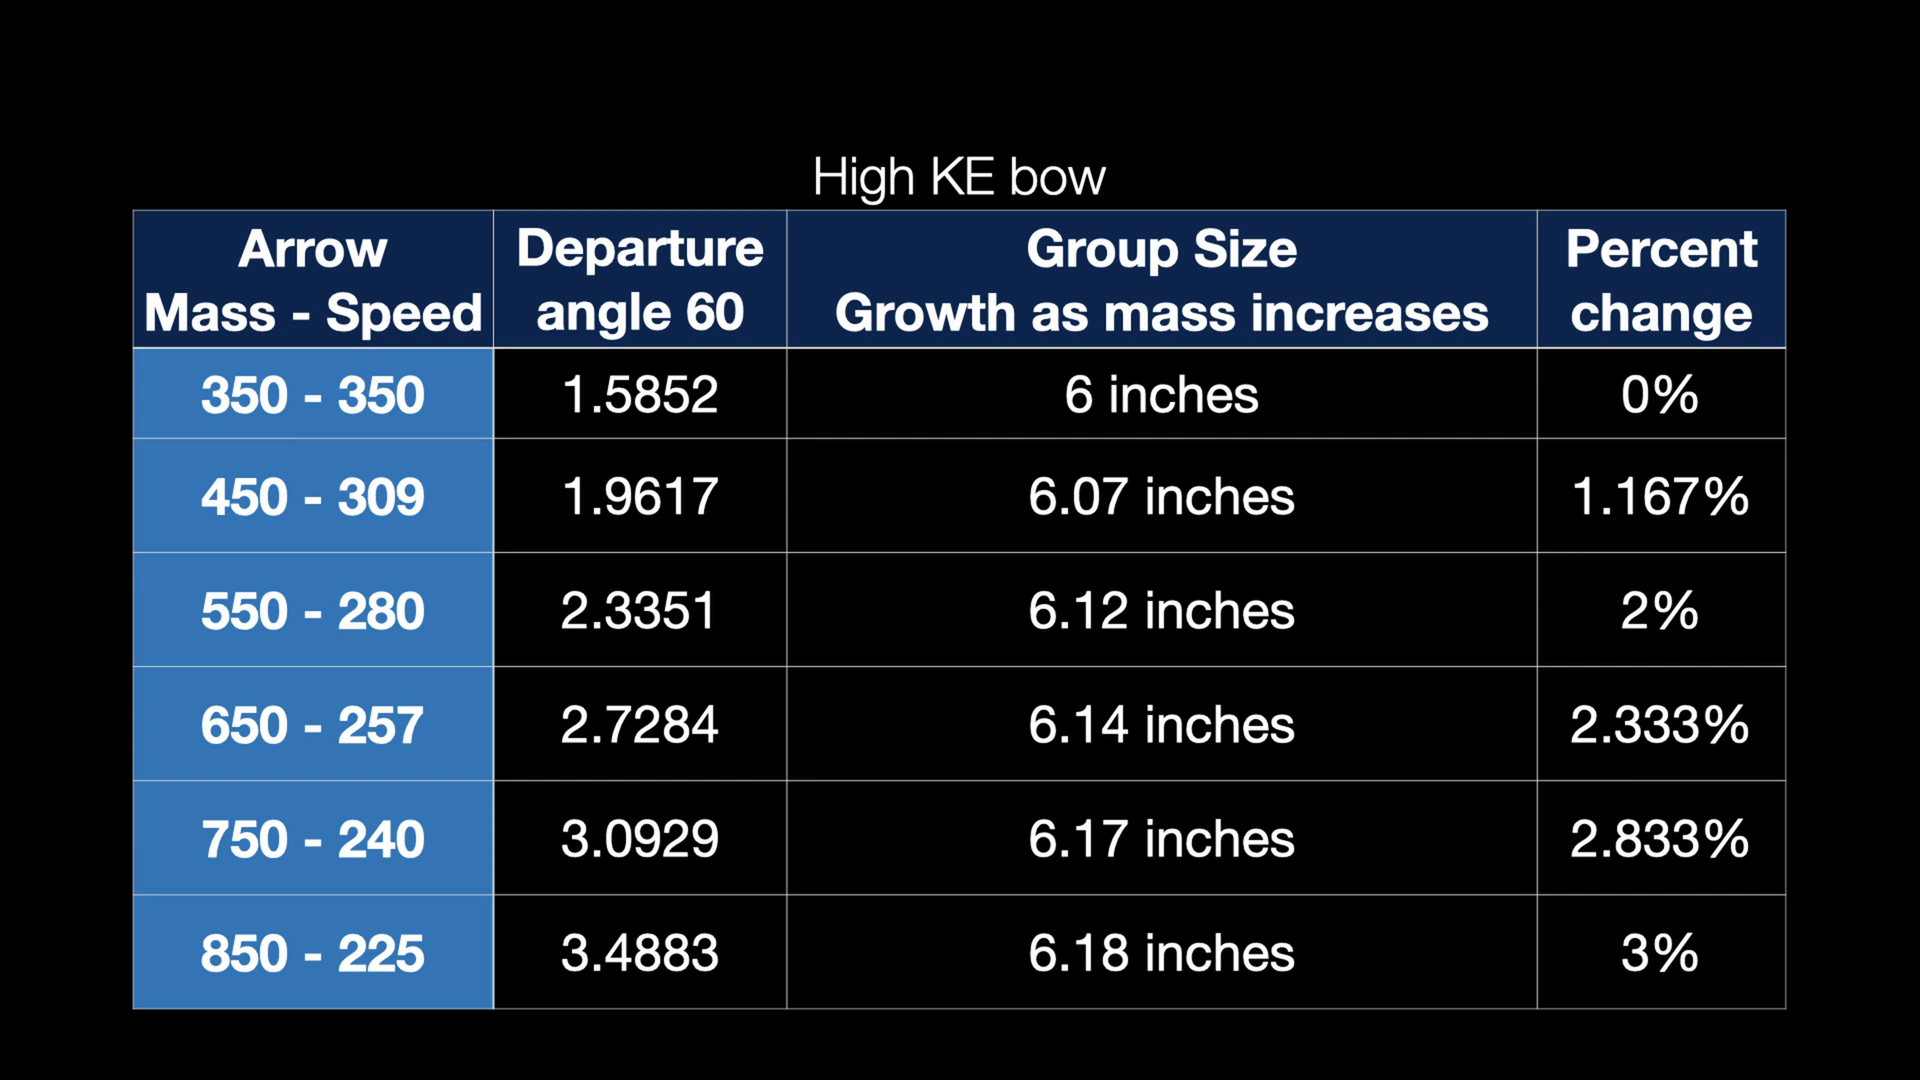 High KE bow
Arrow Mass - Speed | Departure angle 60 | Group Size Growth as mass increases | Percent change
350 - 350 | 1.5852 | 6 inches | 0%
450 - 309 | 1.9617 | 6.07 inches | 1.167%
550 - 280 | 2.3351 | 6.12 inches | 2%
650 - 257 | 2.7284 | 6.14 inches | 2.333%
750 - 240 | 3.0929 | 6.17 inches | 2.833%
850 - 225 | 3.4883 | 6.18 inches | 3%